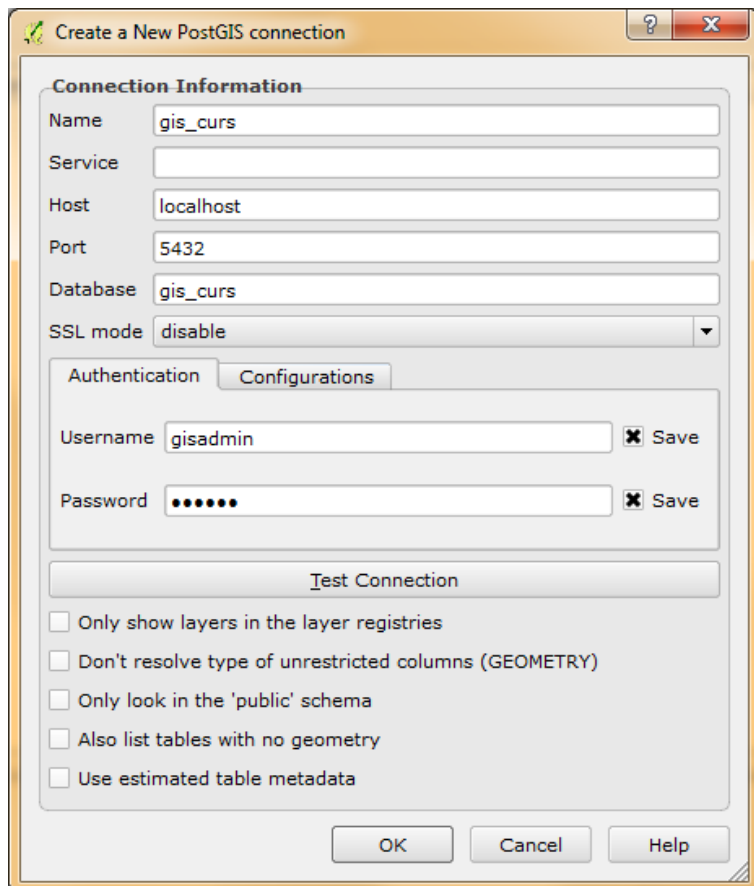 Create a New PostGIS connection
Connection Information
Name gis_curs
Service
Host localhost
Port 5432
Database gis_curs
SSL mode disable
Authentication Configurations
Username gisadmin Save
Password ●●●●●● Save
Test Connection
Only show layers in the layer registries
Don't resolve type of unrestricted columns (GEOMETRY)
Only look in the 'public' schema
Also list tables with no geometry
Use estimated table metadata
OK Cancel Help